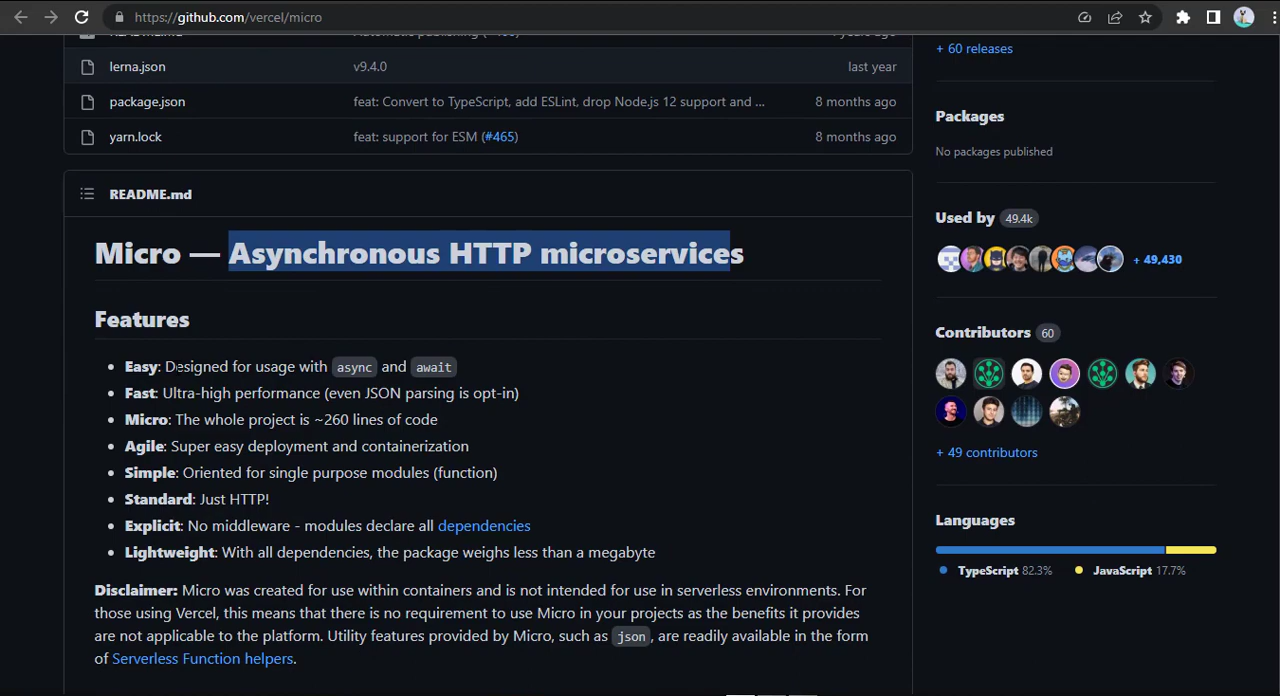 https://github.com/vercel/micro
+ 60 releases
lerna.json v9.4.0 last year
package.json feat: Convert to TypeScript, add ESLint, drop Node.js 12 support and ... 8 months ago
yarn.lock feat: support for ESM (#465) 8 months ago
Packages
No packages published
README.md
Used by 49.4k
+ 49,430
Micro — Asynchronous HTTP microservices
Features
Easy: Designed for usage with async and await
Fast: Ultra-high performance (even JSON parsing is opt-in)
Micro: The whole project is ~260 lines of code
Agile: Super easy deployment and containerization
Simple: Oriented for single purpose modules (function)
Standard: Just HTTP!
Explicit: No middleware - modules declare all dependencies
Lightweight: With all dependencies, the package weighs less than a megabyte
Disclaimer: Micro was created for use within containers and is not intended for use in serverless environments. For
those using Vercel, this means that there is no requirement to use Micro in your projects as the benefits it provides
are not applicable to the platform. Utility features provided by Micro, such as json, are readily available in the form
of Serverless Function helpers.
Contributors 60
+ 49 contributors
Languages
TypeScript 82.3% JavaScript 17.7%